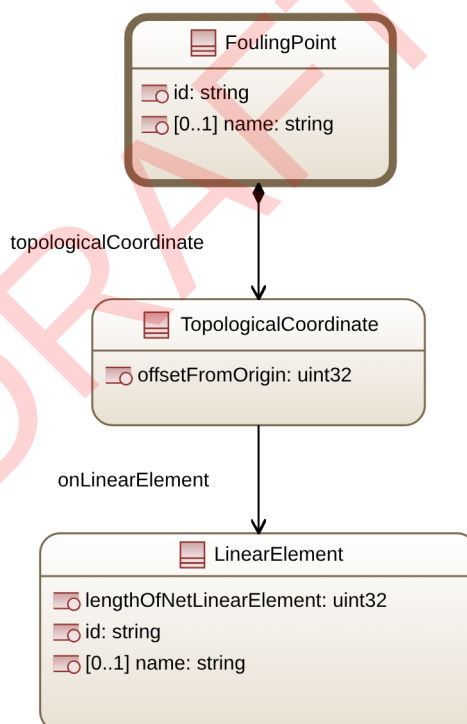 FoulingPoint
id: string
[0..1] name: string
topologicalCoordinate
TopologicalCoordinate
offsetFromOrigin: uint32
onLinearElement
LinearElement
lengthOfNetLinearElement: uint32
id: string
[0..1] name: string
DRAFT